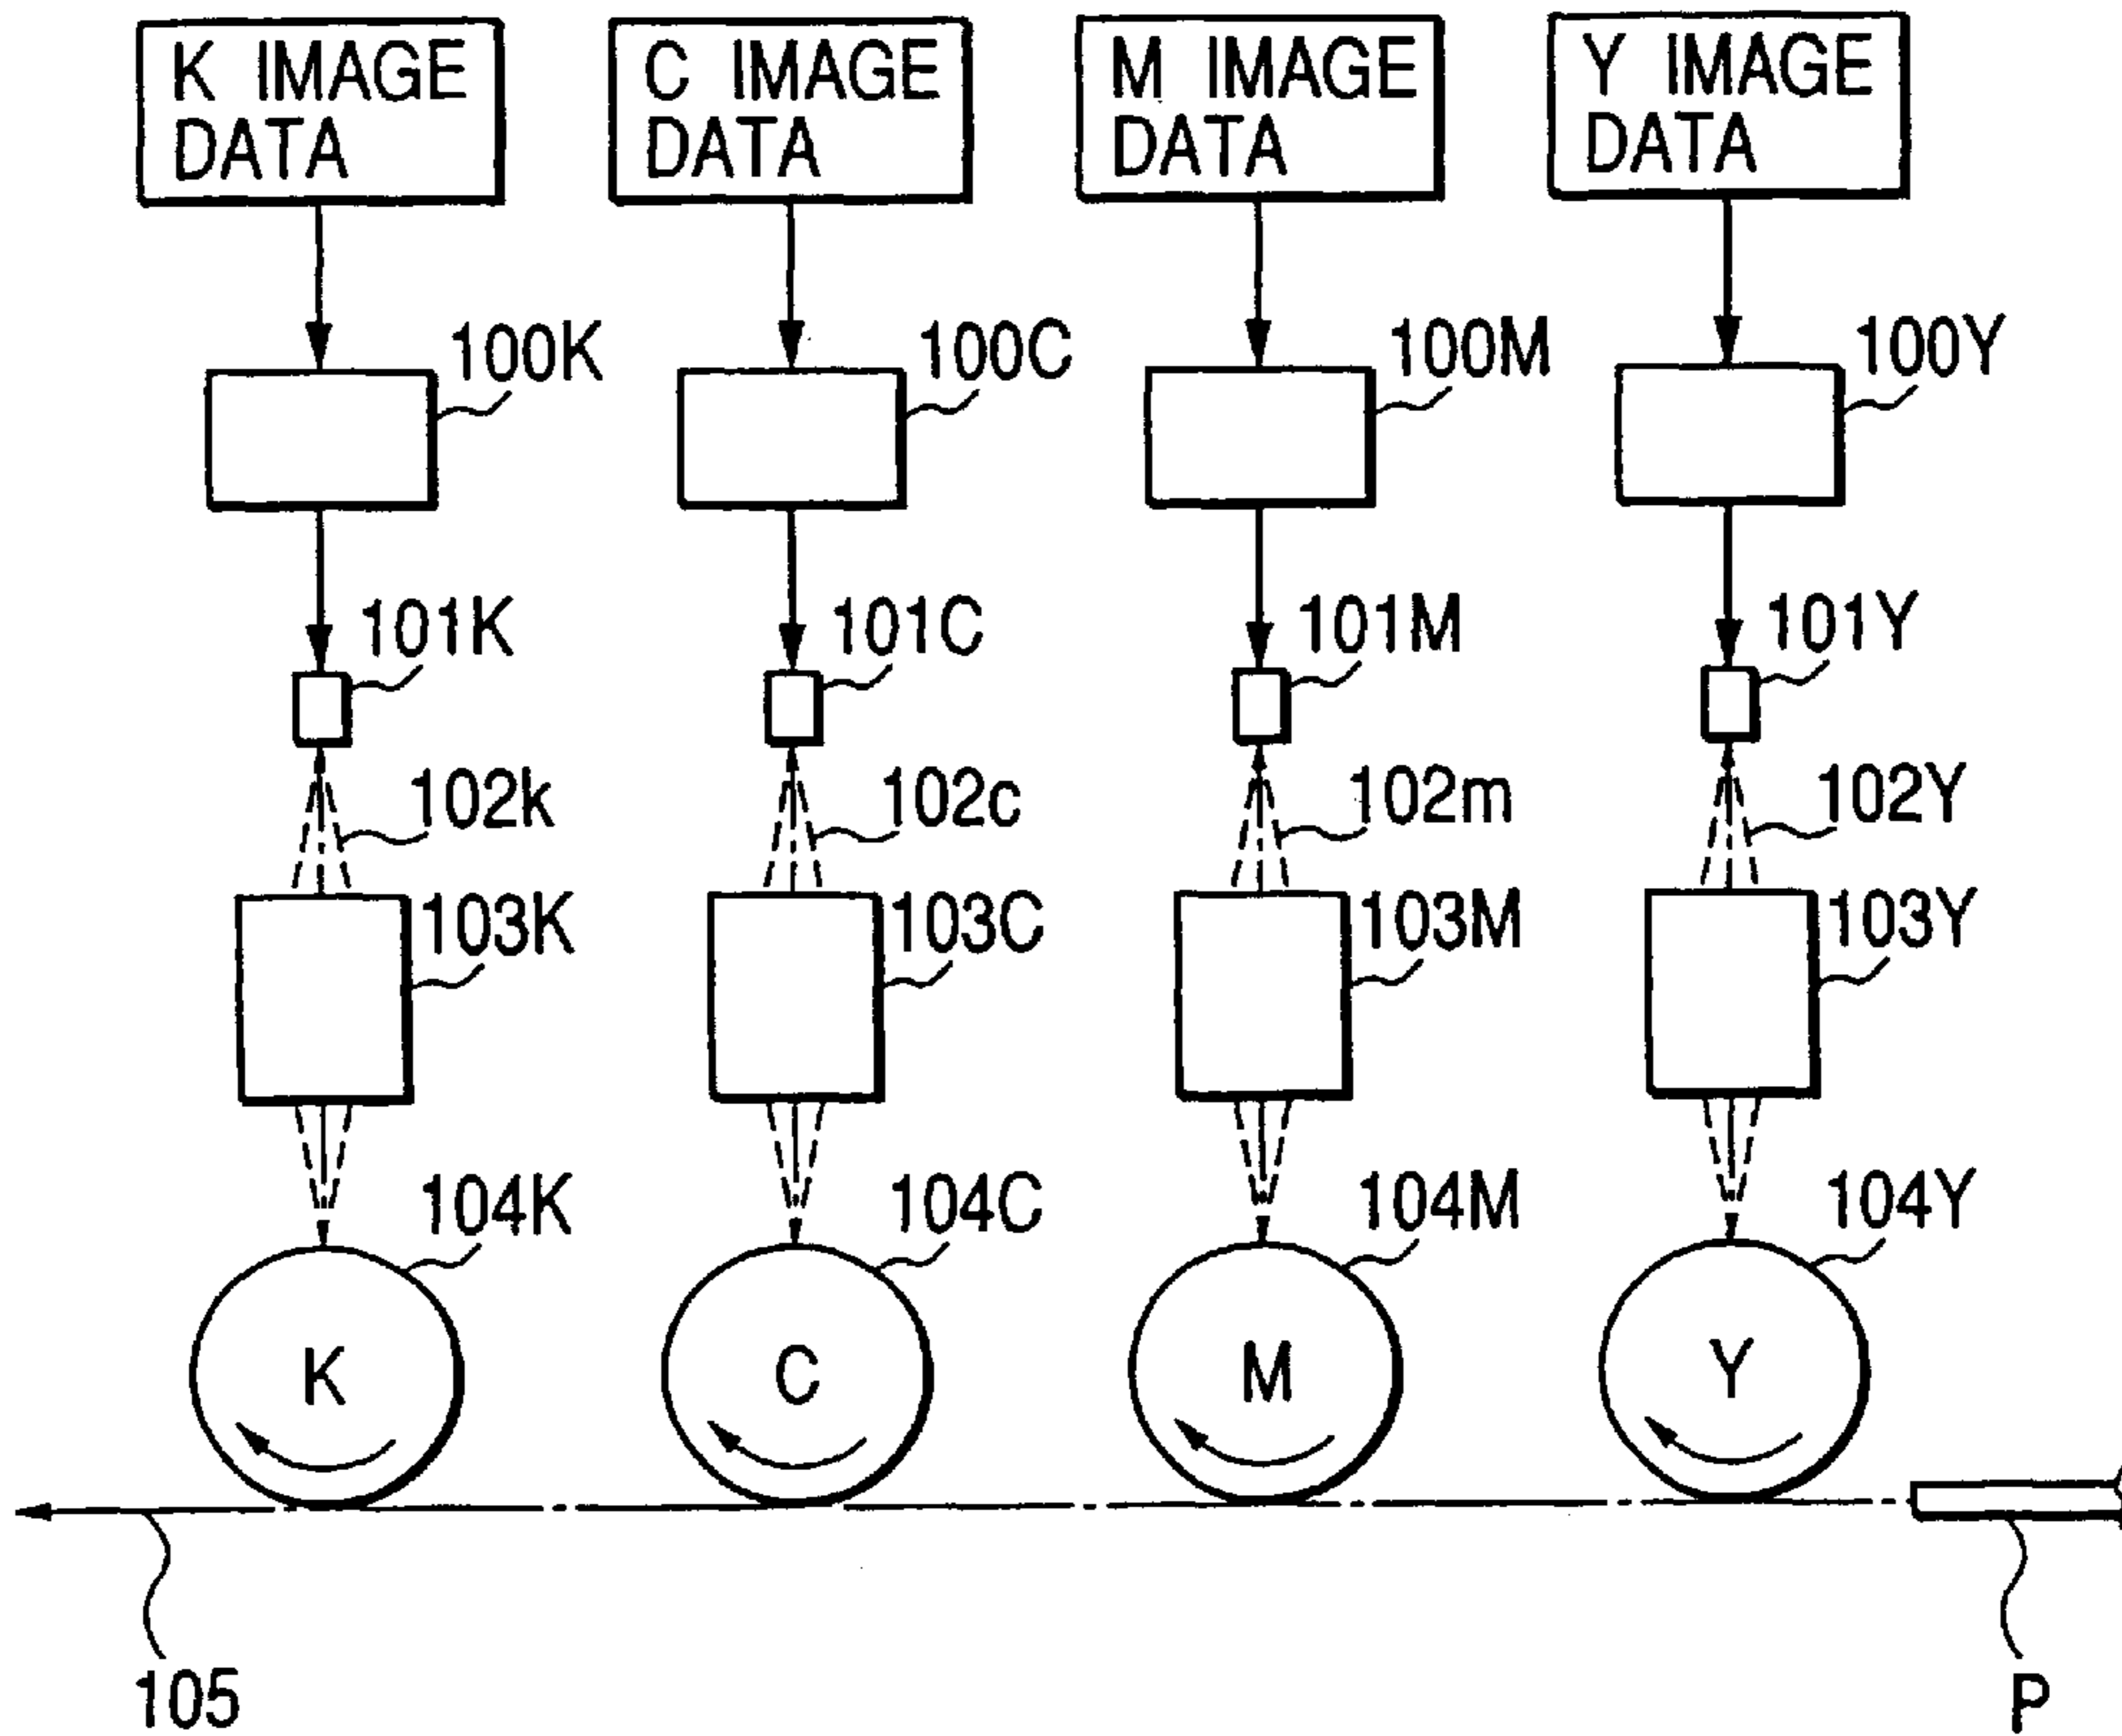 K IMAGE
DATA
C IMAGE
DATA
M IMAGE
DATA
Y IMAGE
DATA
100K
100C
100M
100Y
101K
101C
101M
101Y
102k
102c
102m
102Y
103K
103C
103M
103Y
104K
104C
104M
104Y
K
C
M
Y
105
P